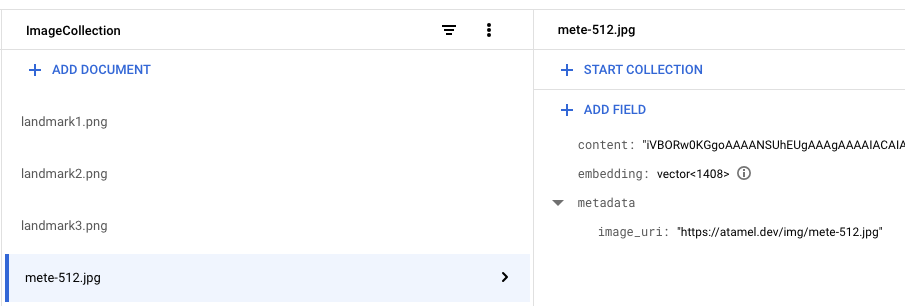 ImageCollection
+ ADD DOCUMENT
landmark1.png
landmark2.png
landmark3.png
mete-512.jpg
mete-512.jpg
+ START COLLECTION
+ ADD FIELD
content: "iVBORw0KGgoAAAANSUhEUgAAAgAAAAIACAIA
embedding: vector<1408>
metadata
image_uri: "https://atamel.dev/img/mete-512.jpg"